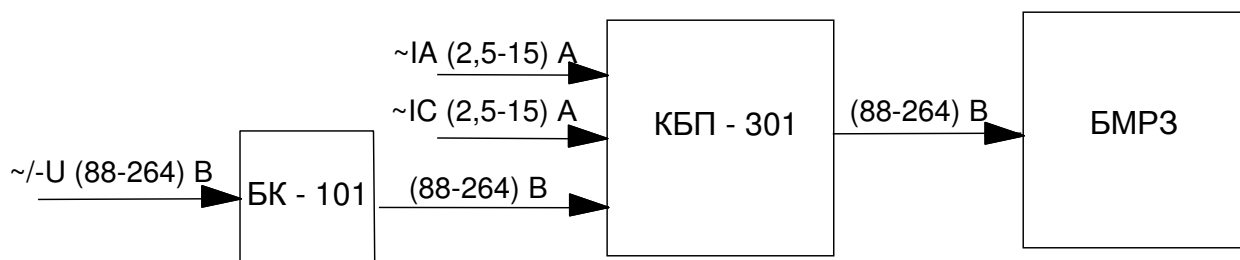 ~IA (2,5-15) А
~IC (2,5-15) А
КБП - 301
(88-264) В
БМРЗ
~/-U (88-264) В
БК - 101
(88-264) В